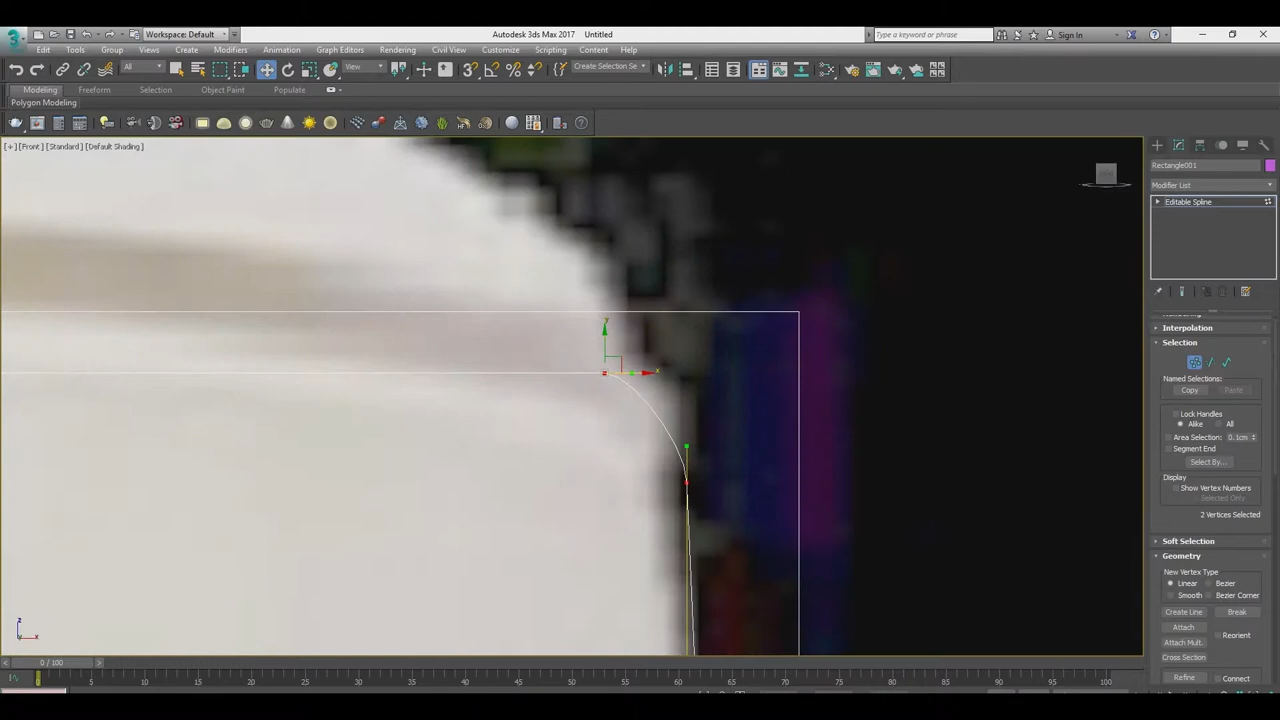 Workspace: Default
Autodesk 3ds Max 2017    Untitled
Type a keyword or phrase
Sign In
Edit Tools Group Views Create Modifiers Animation Graph Editors Rendering Civil View Customize Scripting Content Help
All
View
Create Selection Se
Modeling Freeform Selection Object Paint Populate
Polygon Modeling
[+] [Front] [Standard] [Default Shading]
Rectangle001
Modifier List
Editable Spline
Interpolation
Selection
Named Selections:
Copy Paste
Lock Handles
Alike All
Area Selection: 0.1cm
Segment End
Select By...
Display
Show Vertex Numbers
Selected Only
2 Vertices Selected
Soft Selection
Geometry
New Vertex Type
Linear Bezier
Smooth Bezier Corner
Create Line Break
Attach
Reorient
Attach Mult.
Cross Section
Refine Connect
y
x
z
x
0 / 100
0 5 10 15 20 25 30 35 40 45 50 55 60 65 70 75 80 85 90 95 100